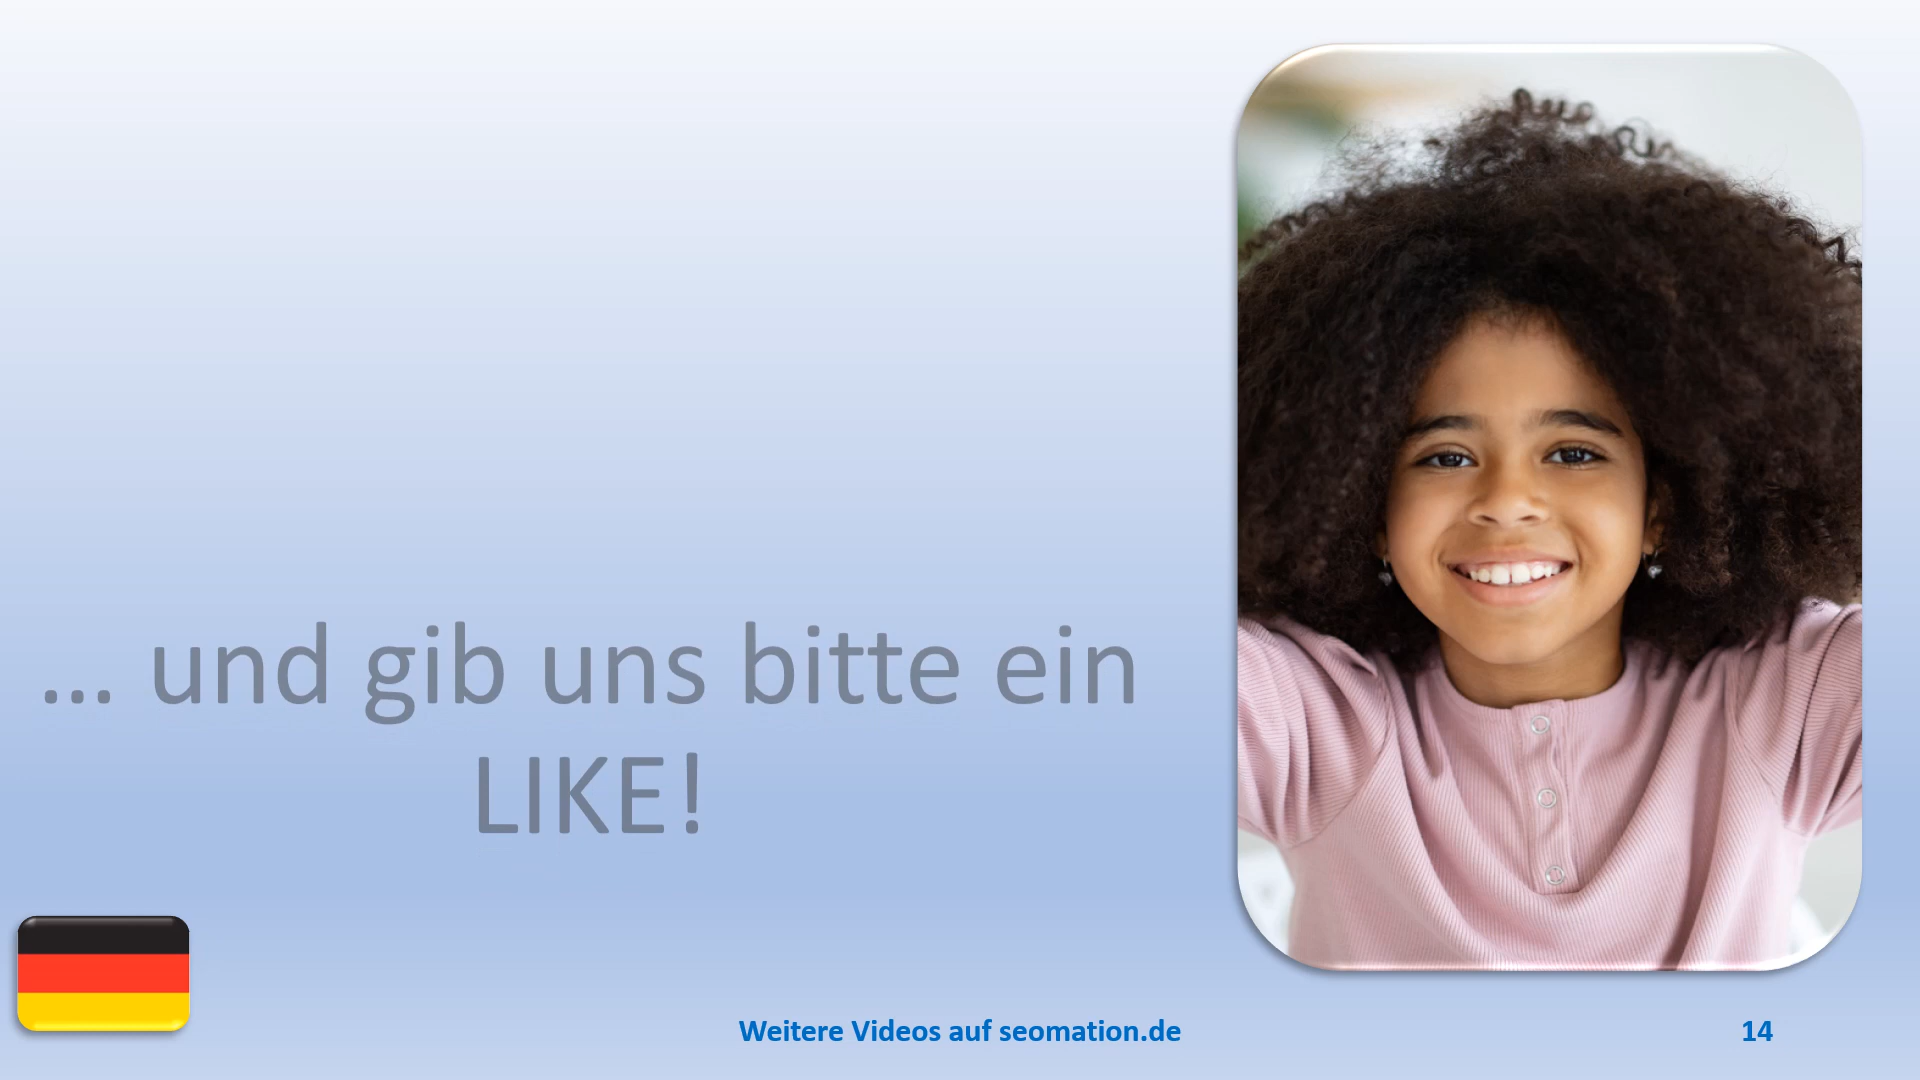 ... und gib uns bitte ein
LIKE!
Weitere Videos auf seomation.de
14